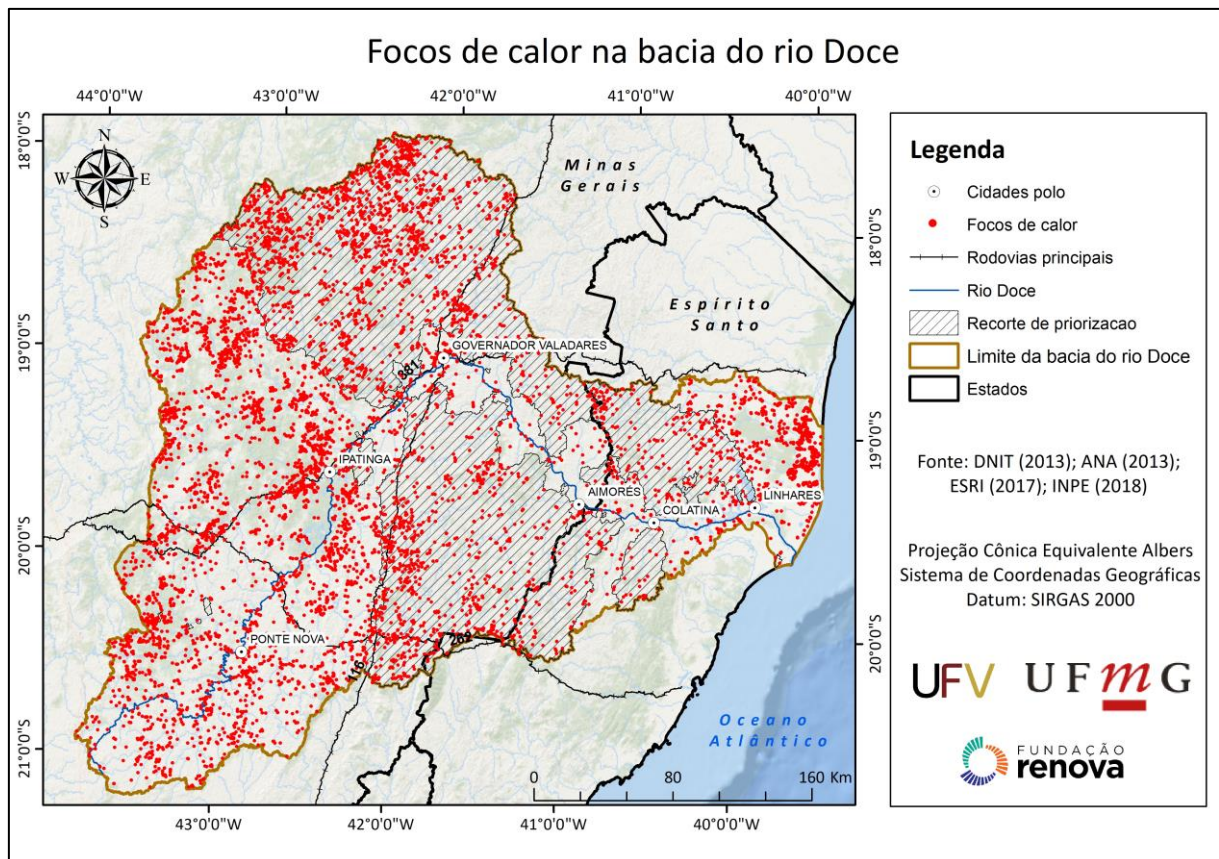 Focos de calor na bacia do rio Doce
44°0'0"W
43°0'0"W
42°0'0"W
41°0'0"W
40°0'0"W
18°0'0"S
19°0'0"S
20°0'0"S
21°0'0"S
N
W
E
S
Minas
Gerais
Espírito
Santo
GOVERNADOR VALADARES
381
IPATINGA
AIMORES
COLATINA
LINHARES
PONTE NOVA
262
116
Oceano
Atlântico
0
80
160 Km
18°0'0"S
19°0'0"S
20°0'0"S
43°0'0"W
42°0'0"W
41°0'0"W
40°0'0"W
Legenda
Cidades polo
Focos de calor
Rodovias principais
Rio Doce
Recorte de priorizacao
Limite da bacia do rio Doce
Estados
Fonte: DNIT (2013); ANA (2013);
ESRI (2017); INPE (2018)
Projeção Cônica Equivalente Albers
Sistema de Coordenadas Geográficas
Datum: SIRGAS 2000
UFV
UFmG
FUNDAÇÃO
renova